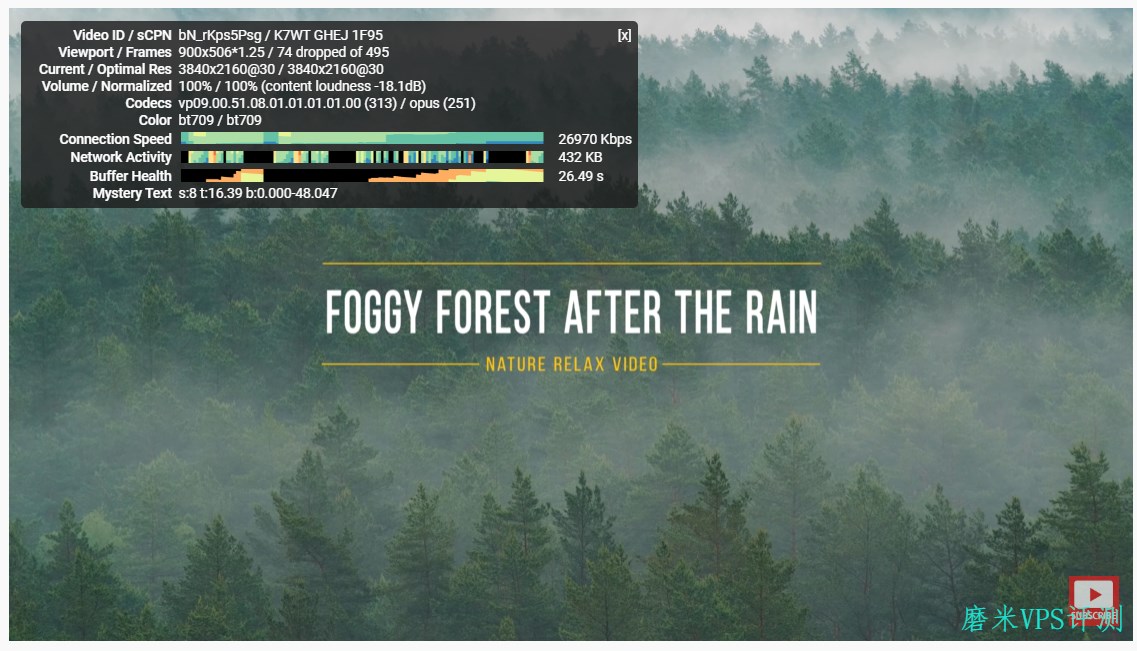 Video ID / sCPN bN_rKps5Psg / K7WT GHEJ 1F95 [x]
Viewport / Frames 900x506*1.25 / 74 dropped of 495
Current / Optimal Res 3840x2160@30 / 3840x2160@30
Volume / Normalized 100% / 100% (content loudness -18.1dB)
Codecs vp09.00.51.08.01.01.01.01.00 (313) / opus (251)
Color bt709 / bt709
Connection Speed 26970 Kbps
Network Activity 432 KB
Buffer Health 26.49 s
Mystery Text s:8 t:16.39 b:0.000-48.047
FOGGY FOREST AFTER THE RAIN
NATURE RELAX VIDEO
SUBSCRIBE
磨米VPS评测